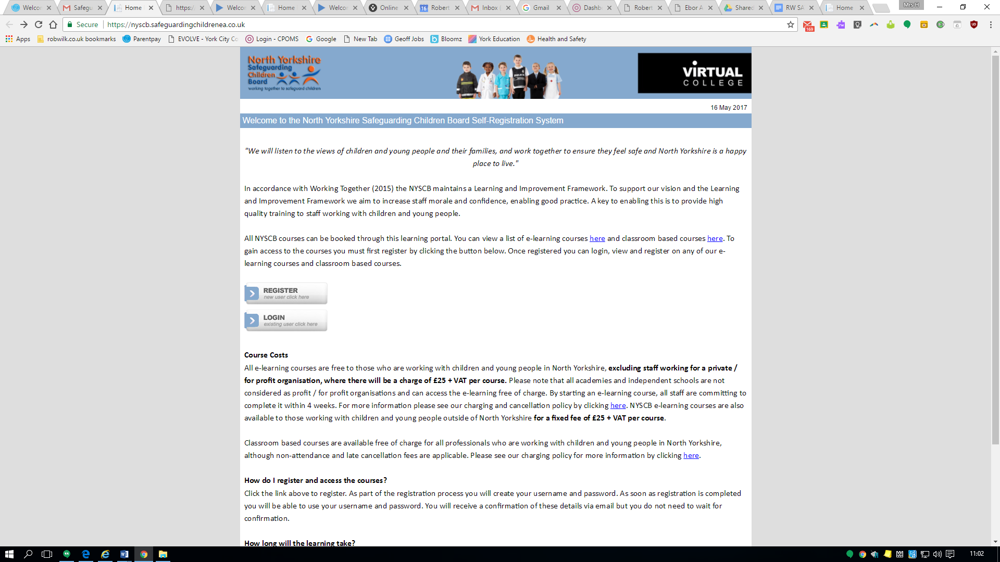 Welcor
Safegu
Home
https:/
Welcor
Home
Welcor
Online
Robert
Inbox
Gmail
Dashb
Robert
Ebor A
Shared
RW SA
Home
Mrs H
Secure
https://nyscb.safeguardingchildrenea.co.uk
169
Apps
robwilk.co.uk bookmarks
Parentpay
EVOLVE - York City Co
Login - CPOMS
Google
New Tab
Geoff Jobs
Bloomz
York Education
Health and Safety
North Yorkshire
Safeguarding
Children
Board
working together to safeguard children
POLICE
VIRTUAL
COLLEGE
16 May 2017
Welcome to the North Yorkshire Safeguarding Children Board Self-Registration System
"We will listen to the views of children and young people and their families, and work together to ensure they feel safe and North Yorkshire is a happy
place to live."
In accordance with Working Together (2015) the NYSCB maintains a Learning and Improvement Framework. To support our vision and the Learning
and Improvement Framework we aim to increase staff morale and confidence, enabling good practice. A key to enabling this is to provide high
quality training to staff working with children and young people.
All NYSCB courses can be booked through this learning portal. You can view a list of e-learning courses here and classroom based courses here. To
gain access to the courses you must first register by clicking the button below. Once registered you can login, view and register on any of our e-
learning courses and classroom based courses.
REGISTER
new user click here
LOGIN
existing user click here
Course Costs
All e-learning courses are free to those who are working with children and young people in North Yorkshire, excluding staff working for a private /
for profit organisation, where there will be a charge of £25 + VAT per course. Please note that all academies and independent schools are not
considered as profit / for profit organisations and can access the e-learning free of charge. By starting an e-learning course, all staff are committing to
complete it within 4 weeks. For more information please see our charging and cancellation policy by clicking here. NYSCB e-learning courses are also
available to those working with children and young people outside of North Yorkshire for a fixed fee of £25 + VAT per course.
Classroom based courses are available free of charge for all professionals who are working with children and young people in North Yorkshire,
although non-attendance and late cancellation fees are applicable. Please see our charging policy for more information by clicking here.
How do I register and access the courses?
Click the link above to register. As part of the registration process you will create your username and password. As soon as registration is completed
you will be able to use your username and password. You will receive a confirmation of these details via email but you do not need to wait for
confirmation.
How long will the learning take?
11:02